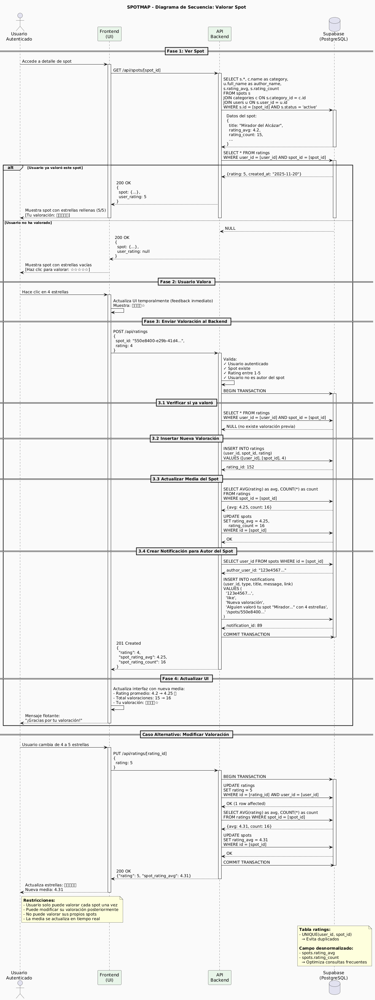 SPOTMAP - Diagrama de Secuencia: Valorar Spot
Usuario
Autenticado
Frontend
(UI)
API
Backend
Supabase
(PostgreSQL)
Fase 1: Ver Spot
Accede a detalle de spot
GET /api/spots/[spot_id]
SELECT s.*, c.name as category,
u.full_name as author_name,
s.rating_avg, s.rating_count
FROM spots s
JOIN categories c ON s.category_id = c.id
JOIN users u ON s.user_id = u.id
WHERE s.id = [spot_id] AND s.status = 'active'
Datos del spot:
{
title: "Mirador del Alcázar",
rating_avg: 4.2,
rating_count: 15,
...
}
SELECT * FROM ratings
WHERE user_id = [user_id] AND spot_id = [spot_id]
alt
[Usuario ya valoró este spot]
{rating: 5, created_at: "2025-11-20"}
200 OK
{
spot: {...},
user_rating: 5
}
Muestra spot con estrellas rellenas (5/5)
[Tu valoración: ▯▯▯▯▯]
[Usuario no ha valorado]
NULL
200 OK
{
spot: {...},
user_rating: null
}
Muestra spot con estrellas vacías
[Haz clic para valorar: ☆☆☆☆☆]
Fase 2: Usuario Valora
Hace clic en 4 estrellas
Actualiza UI temporalmente (feedback inmediato)
Muestra: ▯▯▯▯☆
Fase 3: Enviar Valoración al Backend
POST /api/ratings
{
spot_id: "550e8400-e29b-41d4...",
rating: 4
}
Valida:
✓ Usuario autenticado
✓ Spot existe
✓ Rating entre 1-5
✓ Usuario no es autor del spot
BEGIN TRANSACTION
3.1 Verificar si ya valoró
SELECT * FROM ratings
WHERE user_id = [user_id] AND spot_id = [spot_id]
NULL (no existe valoración previa)
3.2 Insertar Nueva Valoración
INSERT INTO ratings
(user_id, spot_id, rating)
VALUES ([user_id], [spot_id], 4)
rating_id: 152
3.3 Actualizar Media del Spot
SELECT AVG(rating) as avg, COUNT(*) as count
FROM ratings
WHERE spot_id = [spot_id]
{avg: 4.25, count: 16}
UPDATE spots
SET rating_avg = 4.25,
rating_count = 16
WHERE id = [spot_id]
OK
3.4 Crear Notificación para Autor del Spot
SELECT user_id FROM spots WHERE id = [spot_id]
author_user_id: "123e4567..."
INSERT INTO notifications
(user_id, type, title, message, link)
VALUES (
'123e4567...',
'like',
'Nueva valoración',
'Alguien valoró tu spot "Mirador..." con 4 estrellas',
'/spots/550e8400...'
)
notification_id: 89
COMMIT TRANSACTION
201 Created
{
"rating": 4,
"spot_rating_avg": 4.25,
"spot_rating_count": 16
}
Fase 4: Actualizar UI
Actualiza interfaz con nueva media:
- Rating promedio: 4.2 → 4.25 ▯
- Total valoraciones: 15 → 16
- Tu valoración: ▯▯▯▯☆
Mensaje flotante:
"¡Gracias por tu valoración!"
Caso Alternativo: Modificar Valoración
Usuario cambia de 4 a 5 estrellas
PUT /api/ratings/[rating_id]
{
rating: 5
}
BEGIN TRANSACTION
UPDATE ratings
SET rating = 5
WHERE id = [rating_id] AND user_id = [user_id]
OK (1 row affected)
SELECT AVG(rating) as avg, COUNT(*) as count
FROM ratings WHERE spot_id = [spot_id]
{avg: 4.31, count: 16}
UPDATE spots
SET rating_avg = 4.31
WHERE id = [spot_id]
OK
COMMIT TRANSACTION
200 OK
{"rating": 5, "spot_rating_avg": 4.31}
Actualiza estrellas: ▯▯▯▯▯
Nueva media: 4.31
Restricciones:
- Usuario solo puede valorar cada spot una vez
- Puede modificar su valoración posteriormente
- No puede valorar sus propios spots
- La media se actualiza en tiempo real
Tabla ratings:
- UNIQUE(user_id, spot_id)
→ Evita duplicados
Campo desnormalizado:
- spots.rating_avg
- spots.rating_count
→ Optimiza consultas frecuentes
Usuario
Autenticado
Frontend
(UI)
API
Backend
Supabase
(PostgreSQL)